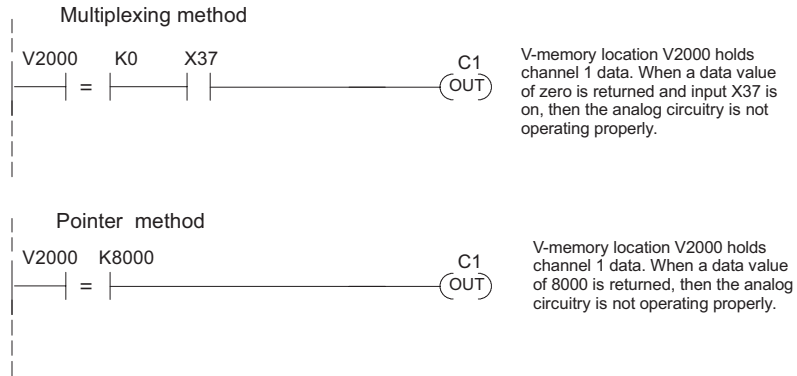 Multiplexing method
V2000 K0 X37 C1
= OUT
V-memory location V2000 holds
channel 1 data. When a data value
of zero is returned and input X37 is
on, then the analog circuitry is not
operating properly.
Pointer method
V2000 K8000 C1
= OUT
V-memory location V2000 holds
channel 1 data. When a data value
of 8000 is returned, then the analog
circuitry is not operating properly.